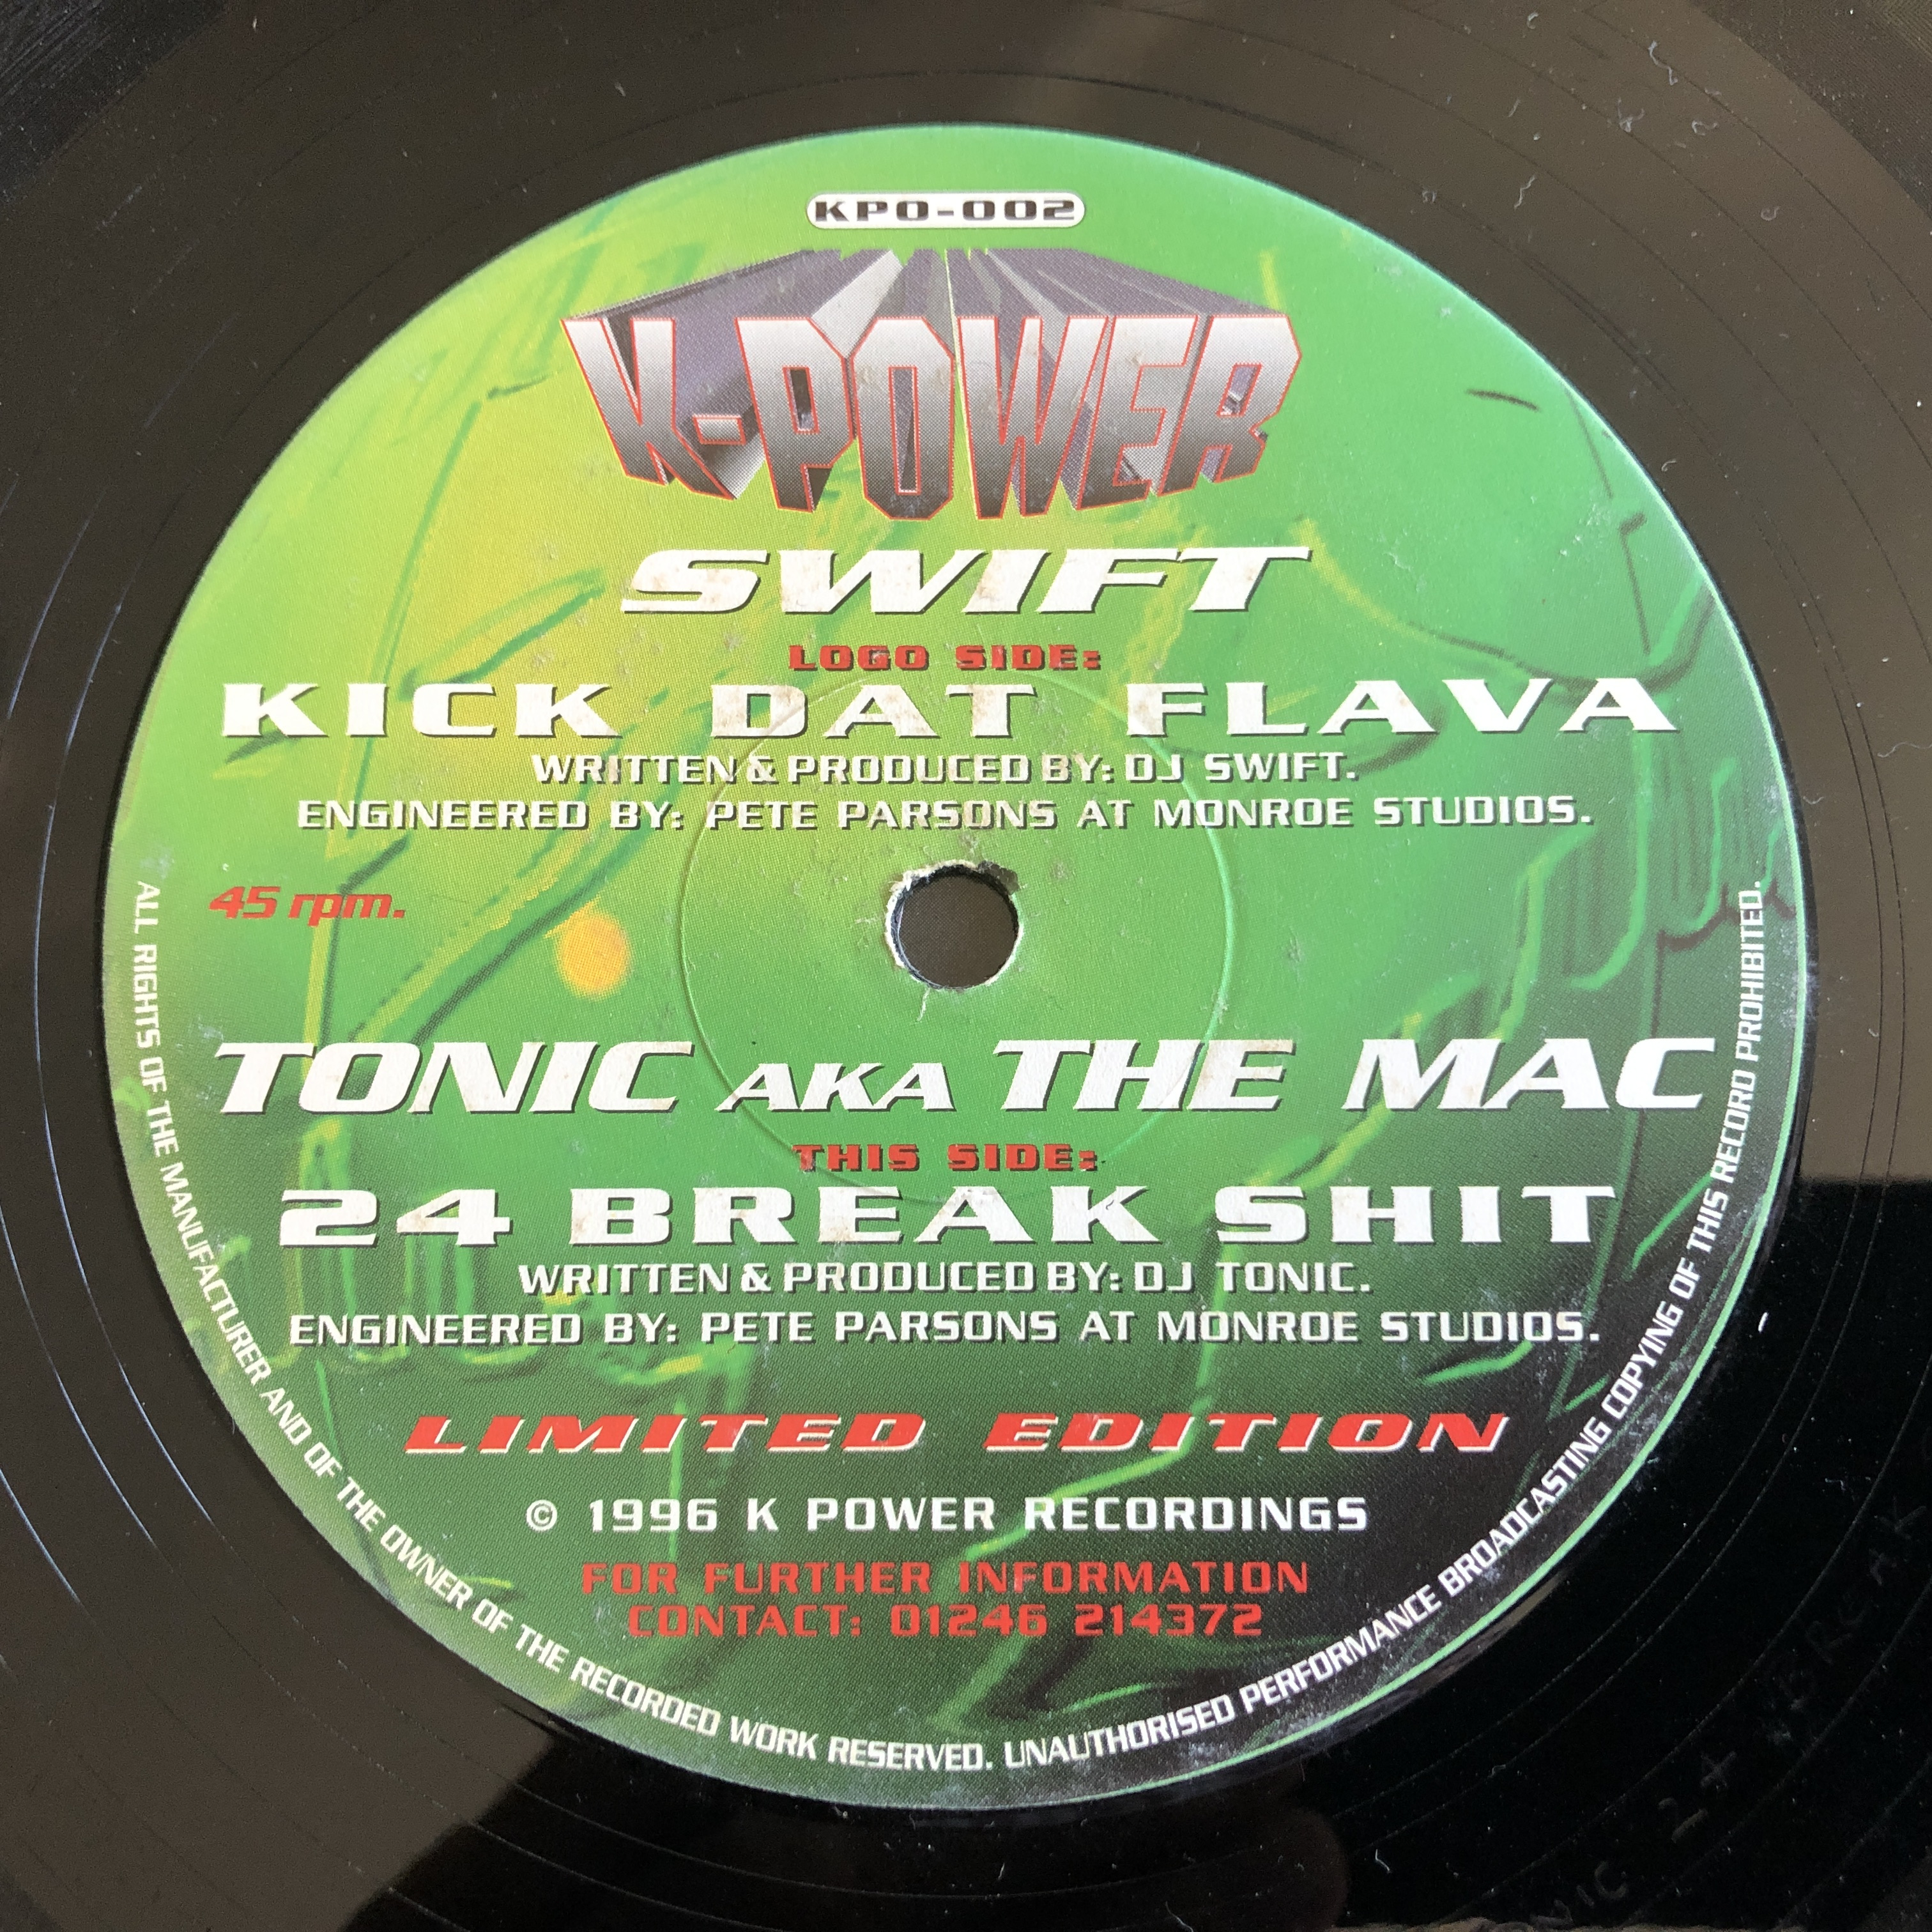 KPO-002
K-POWER
SWIFT
LOGO SIDE:
KICK DAT FLAVA
WRITTEN & PRODUCED BY: DJ SWIFT.
ENGINEERED BY: PETE PARSONS AT MONROE STUDIOS.
45 rpm.
TONIC AKA THE MAC
THIS SIDE:
24 BREAK SHIT
WRITTEN & PRODUCED BY: DJ TONIC.
ENGINEERED BY: PETE PARSONS AT MONROE STUDIOS.
LIMITED EDITION
© 1996 K POWER RECORDINGS
FOR FURTHER INFORMATION
CONTACT: 01246 214372
ALL RIGHTS OF THE MANUFACTURER AND OF THE OWNER OF THE RECORDED WORK RESERVED. UNAUTHORISED PERFORMANCE BROADCASTING COPYING OF THIS RECORD PROHIBITED.